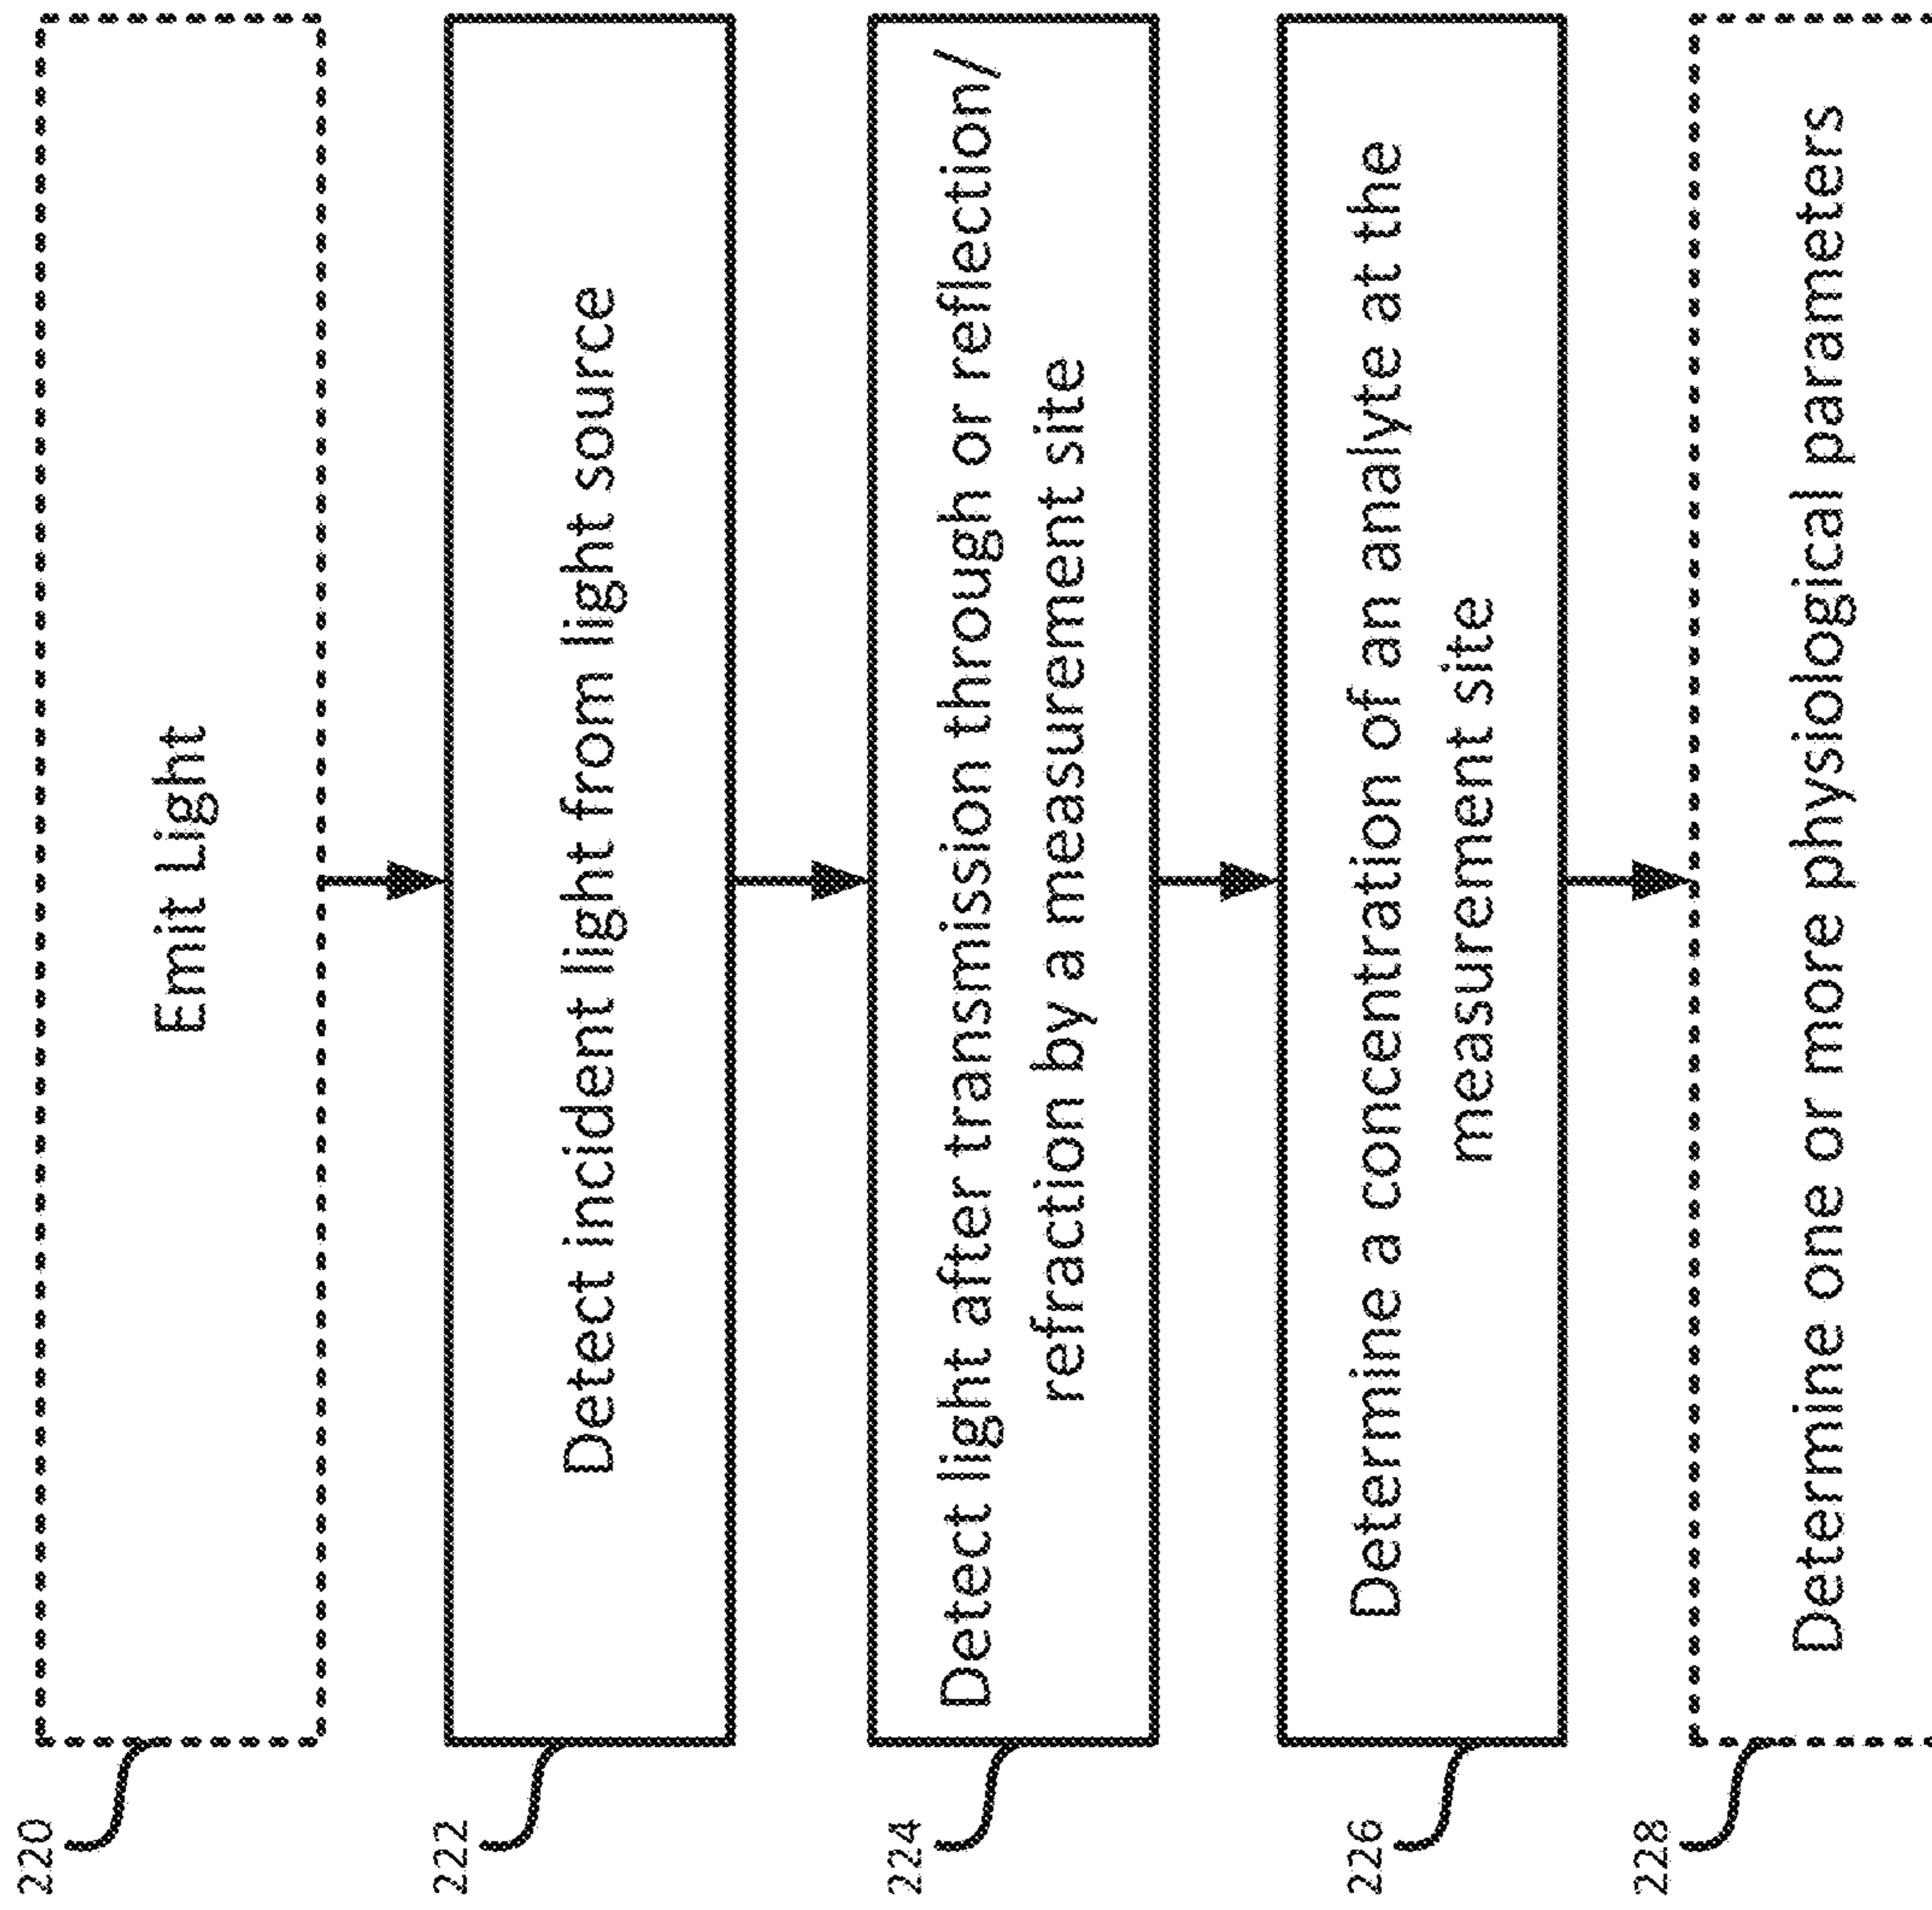 220
Emit Light
222
Detect incident light from light source
224
Detect light after transmission through or reflection/
refraction by a measurement site
226
Determine a concentration of an analyte at the
measurement site
228
Determine one or more physiological parameters